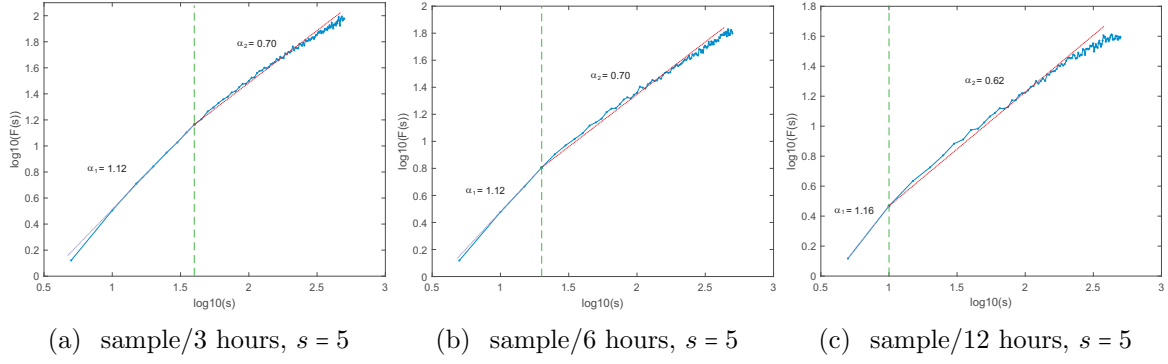 2
1.8
1.6
1.4
1.2
1
0.8
0.6
0.4
0.2
0
log10(F(s))
α2 = 0.70
α1 = 1.12
0.5 1 1.5 2 2.5 3
log10(s)
(a) sample/3 hours, s = 5
2
1.8
1.6
1.4
1.2
1
0.8
0.6
0.4
0.2
0
log10(F(s))
α2 = 0.70
α1 = 1.12
0.5 1 1.5 2 2.5 3
log10(s)
(b) sample/6 hours, s = 5
1.8
1.6
1.4
1.2
1
0.8
0.6
0.4
0.2
0
log10(F(s))
α2 = 0.62
α1 = 1.16
0.5 1 1.5 2 2.5 3
log10(s)
(c) sample/12 hours, s = 5